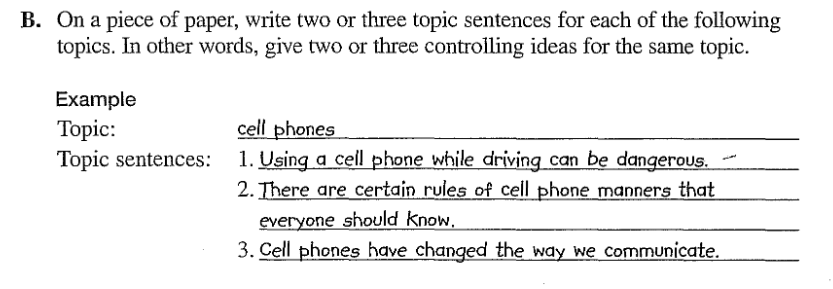 B. On a piece of paper, write two or three topic sentences for each of the following
topics. In other words, give two or three controlling ideas for the same topic.
Example
Topic: cell phones
Topic sentences: 1. Using a cell phone while driving can be dangerous.
2. There are certain rules of cell phone manners that
everyone should know.
3. Cell phones have changed the way we communicate.